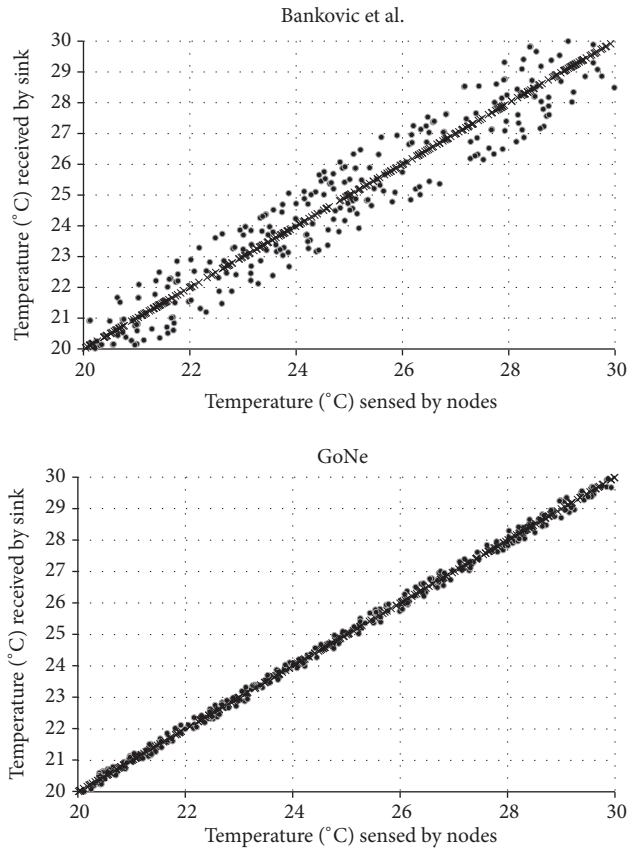 Bankovic et al.
30
29
28
27
26
25
24
23
22
21
20
20 22 24 26 28 30
Temperature (˚C) received by sink
Temperature (˚C) sensed by nodes
GoNe
30
29
28
27
26
25
24
23
22
21
20
20 22 24 26 28 30
Temperature (˚C) received by sink
Temperature (˚C) sensed by nodes